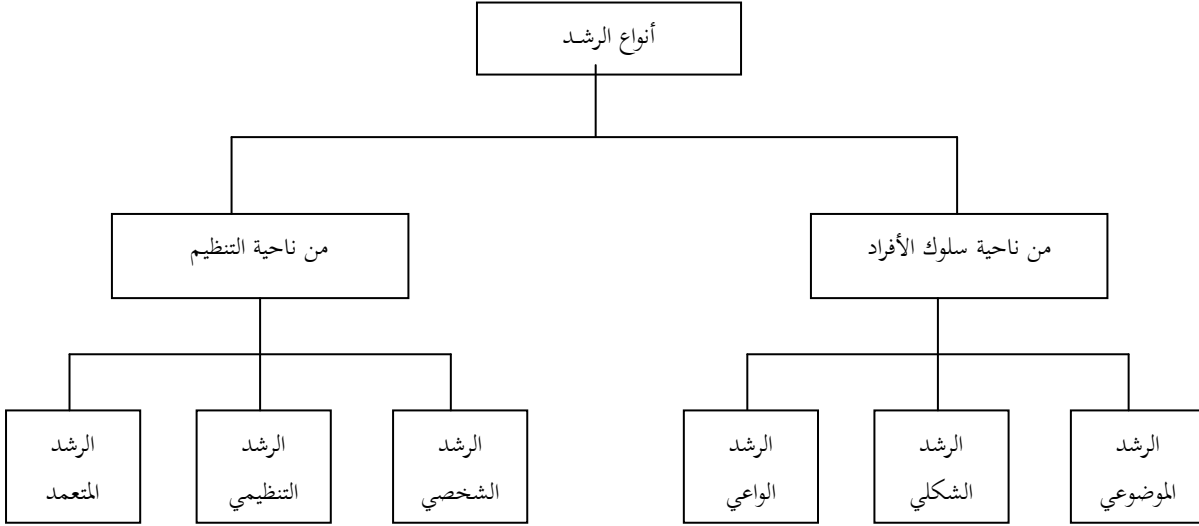 أنواع الرشـد
من ناحية سلوك الأفراد
من ناحية التنظيم
الرشد
الموضوعي
الرشد
الشكلي
الرشد
الواعي
الرشد
الشخصي
الرشد
التنظيمي
الرشد
المتعمد